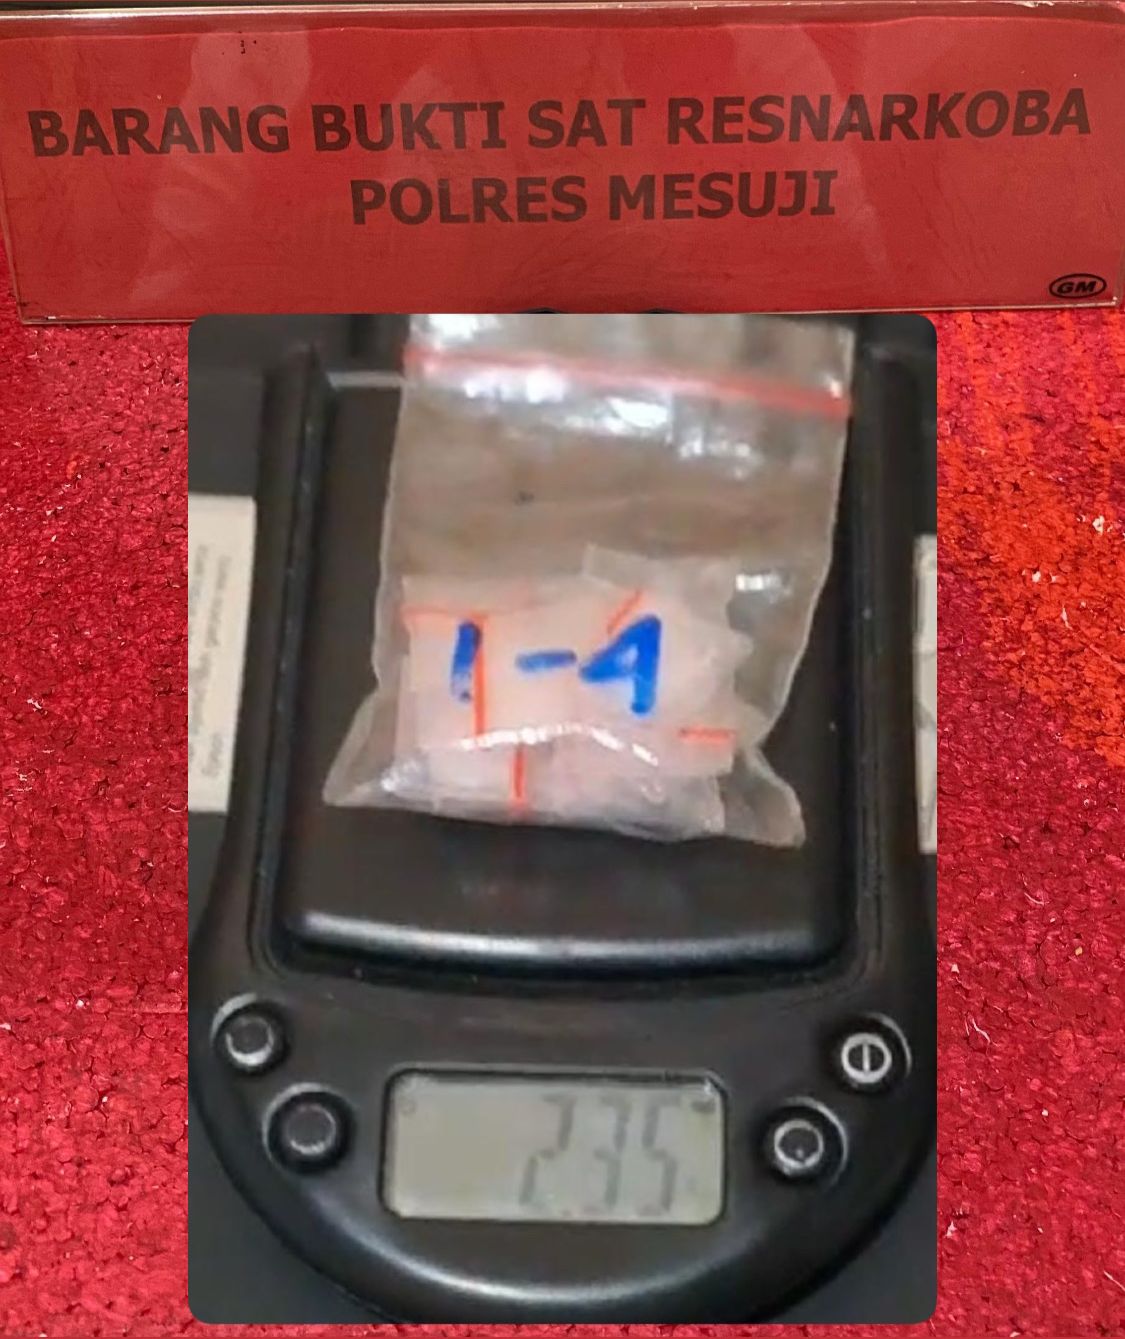 BARANG BUKTI SAT RESNARKOBA
POLRES MESUJI
GM
1-4
2.35